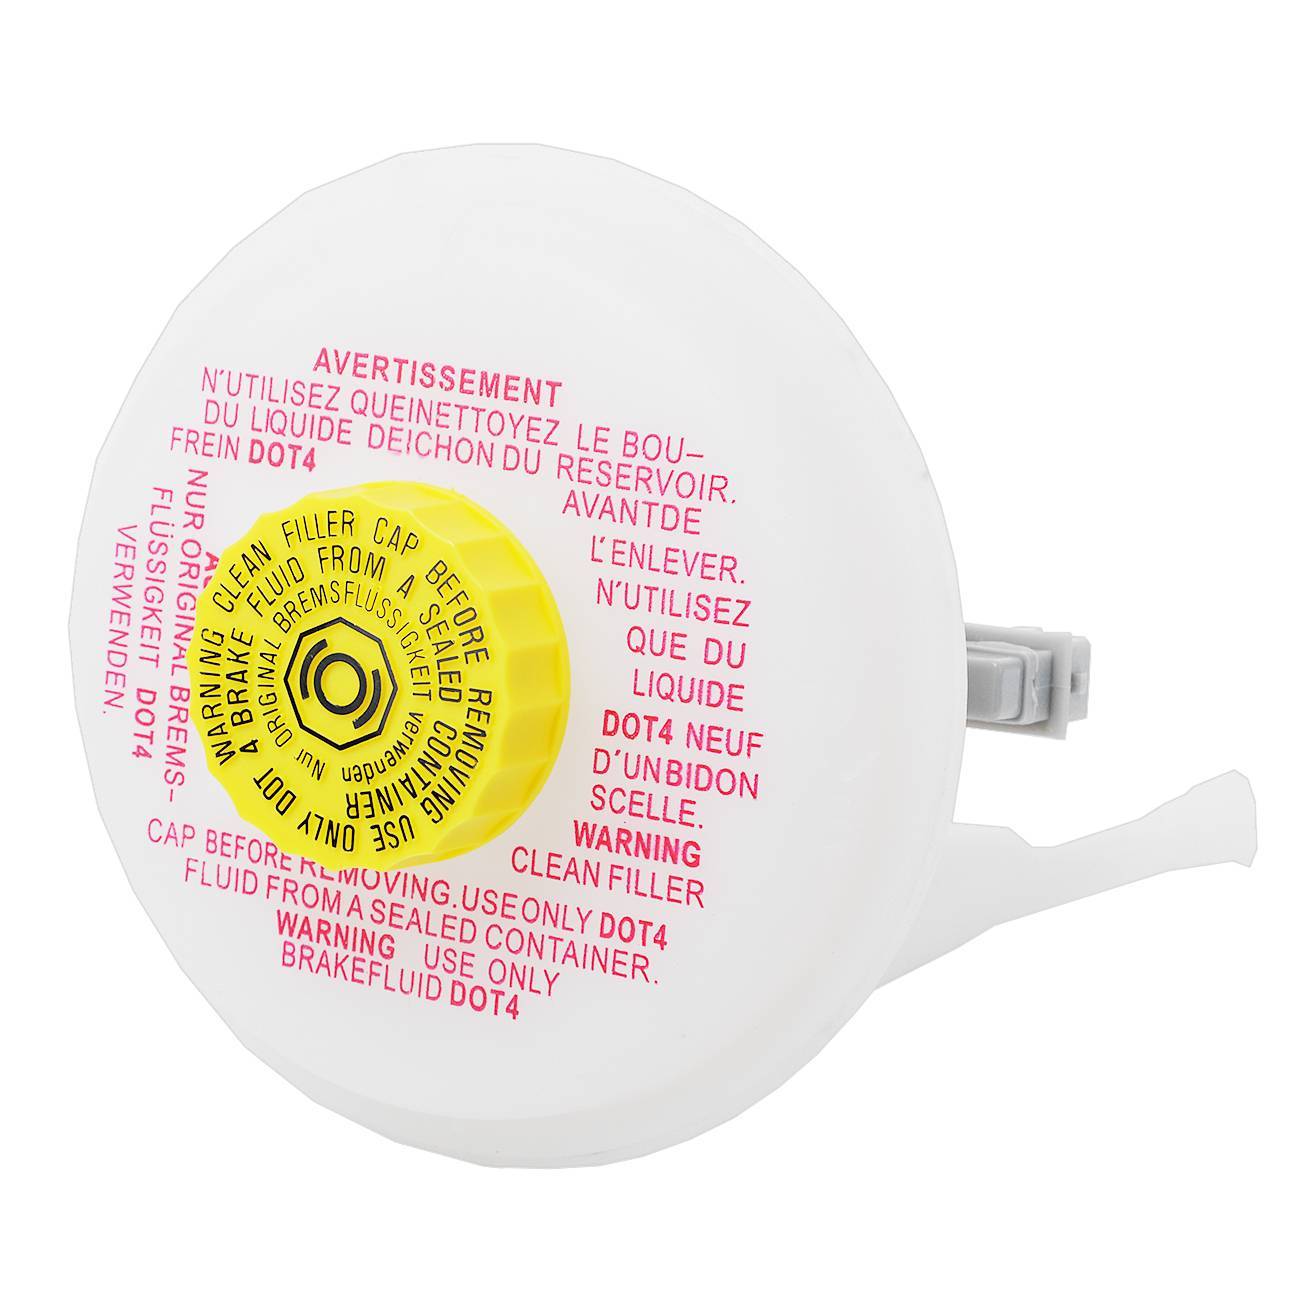 AVERTISSEMENT
N'UTILISEZ QUEINETTOYEZ LE BOU–
DU LIQUIDE DEICHON DU RESERVOIR.
FREIN DOT4
AVANTDE
L'ENLEVER.
N'UTILISEZ
QUE DU
LIQUIDE
DOT4 NEUF
D'UNBIDON
SCELLE.
WARNING
CLEAN FILLER
CAP BEFORE REMOVING.USEONLY DOT4
FLUID FROM A SEALED CONTAINER.
WARNING USE ONLY
BRAKEFLUID DOT4
NUR ORIGINAL BREMS-
FLÜSSIGKEIT DOT4
VERWENDEN.
WARNING CLEAN FILLER CAP BEFORE REMOVING USE ONLY DOT
4 BRAKE FLUID FROM A SEALED CONTAINER
Nur ORIGINAL BREMSFLUSSIGKEIT verwenden